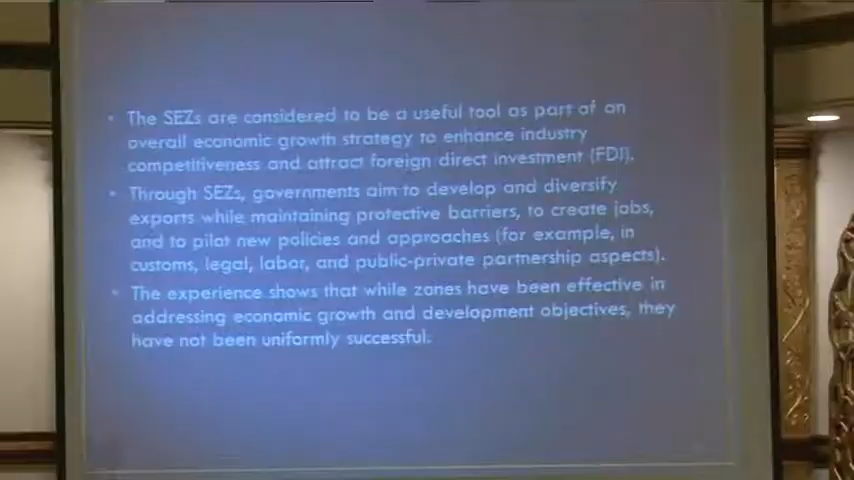 • The SEZs are considered to be a useful tool as part of an
overall economic growth strategy to enhance industry
competitiveness and attract foreign direct investment (FDI).
• Through SEZs, governments aim to develop and diversify
exports while maintaining protective barriers, to create jobs,
and to pilot new policies and approaches (for example, in
customs, legal, labor, and public-private partnership aspects).
• The experience shows that while zones have been effective in
addressing economic growth and development objectives, they
have not been uniformly successful.